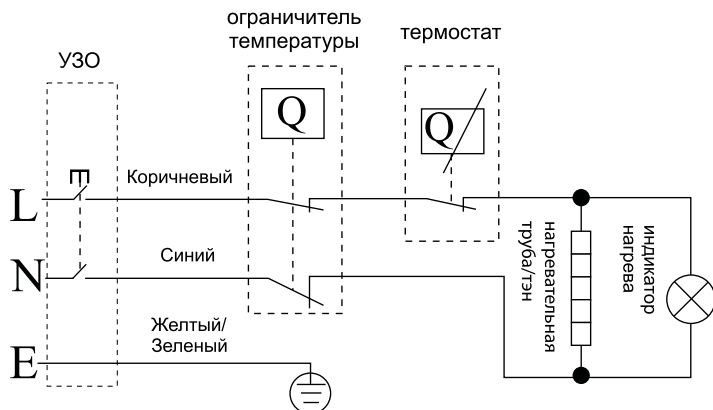 ограничитель
температуры
термостат
УЗО
Q
Q
L
Коричневый
N
Синий
E
Желтый/
Зеленый
нагревательная
труба/тэн
индикатор
нагрева